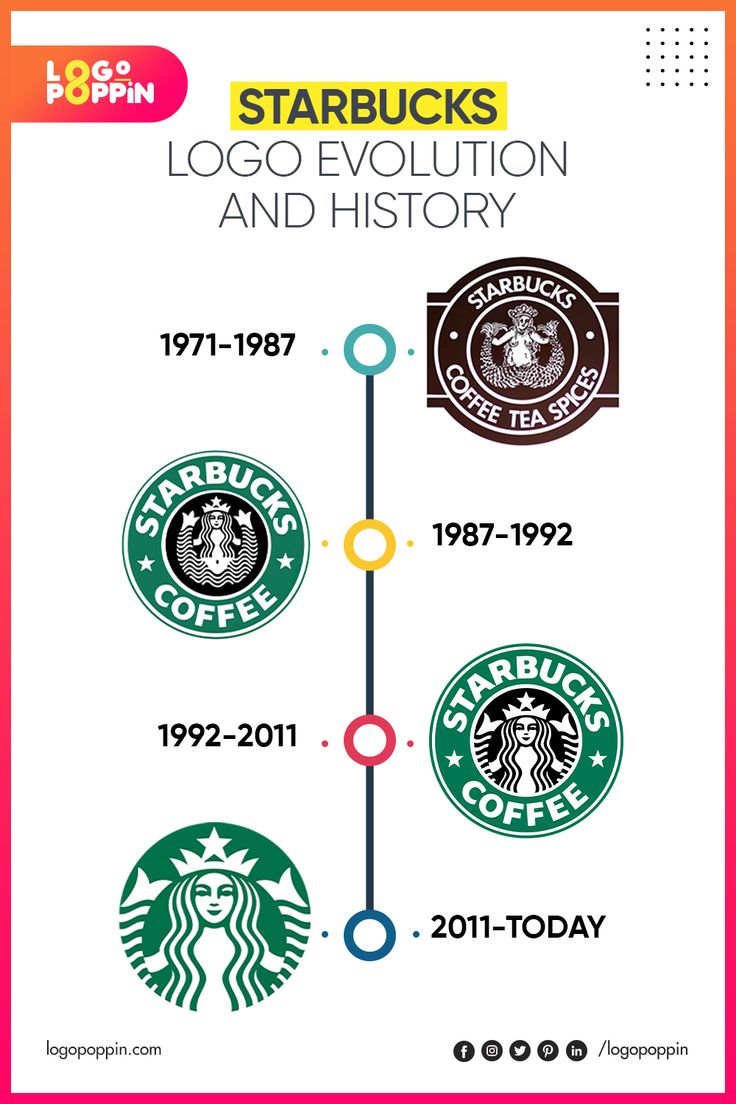 LOGO
POPPiN
STARBUCKS
LOGO EVOLUTION
AND HISTORY
1971-1987
STARBUCKS
COFFEE TEA SPICES
STARBUCKS
COFFEE
1987-1992
1992-2011
STARBUCKS
COFFEE
2011-TODAY
logopoppin.com
/logopoppin